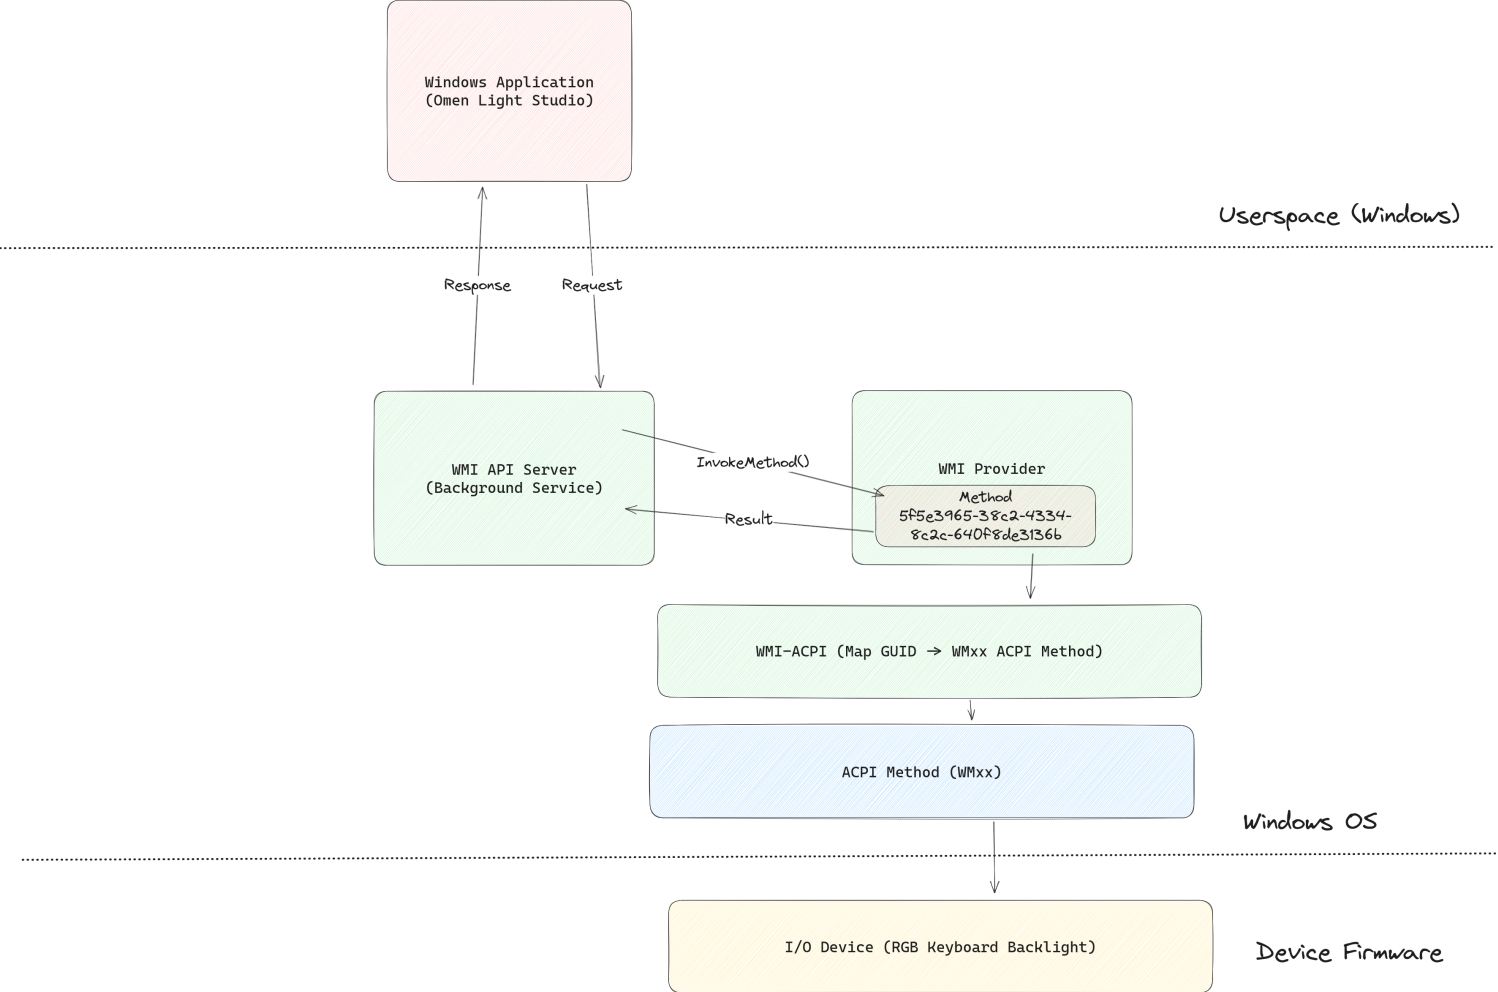 Windows Application
(Omen Light Studio)
Userspace (Windows)
Response
Request
WMI API Server
(Background Service)
InvokeMethod()
Result
WMI Provider
Method
5f5e3965-38c2-4334-
8c2c-640f8de3136b
WMI-ACPI (Map GUID → WMxx ACPI Method)
ACPI Method (WMxx)
Windows OS
I/O Device (RGB Keyboard Backlight)
Device Firmware